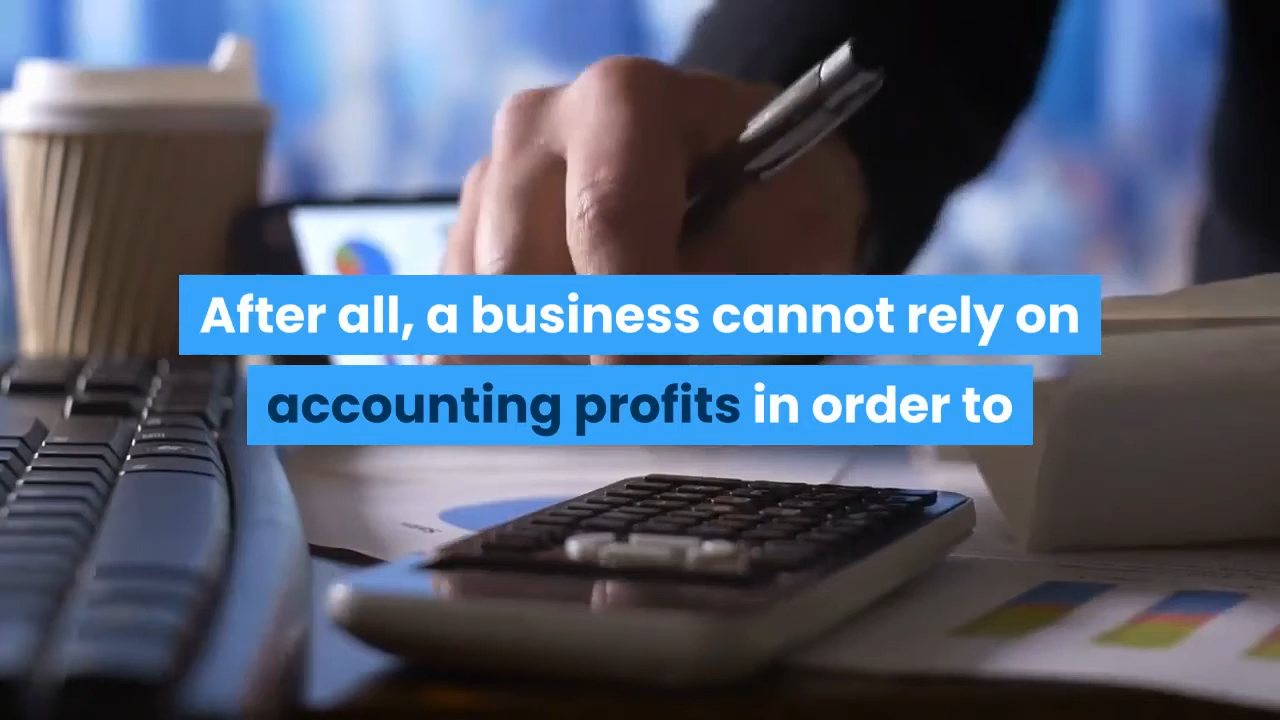 After all, a business cannot rely on
accounting profits in order to